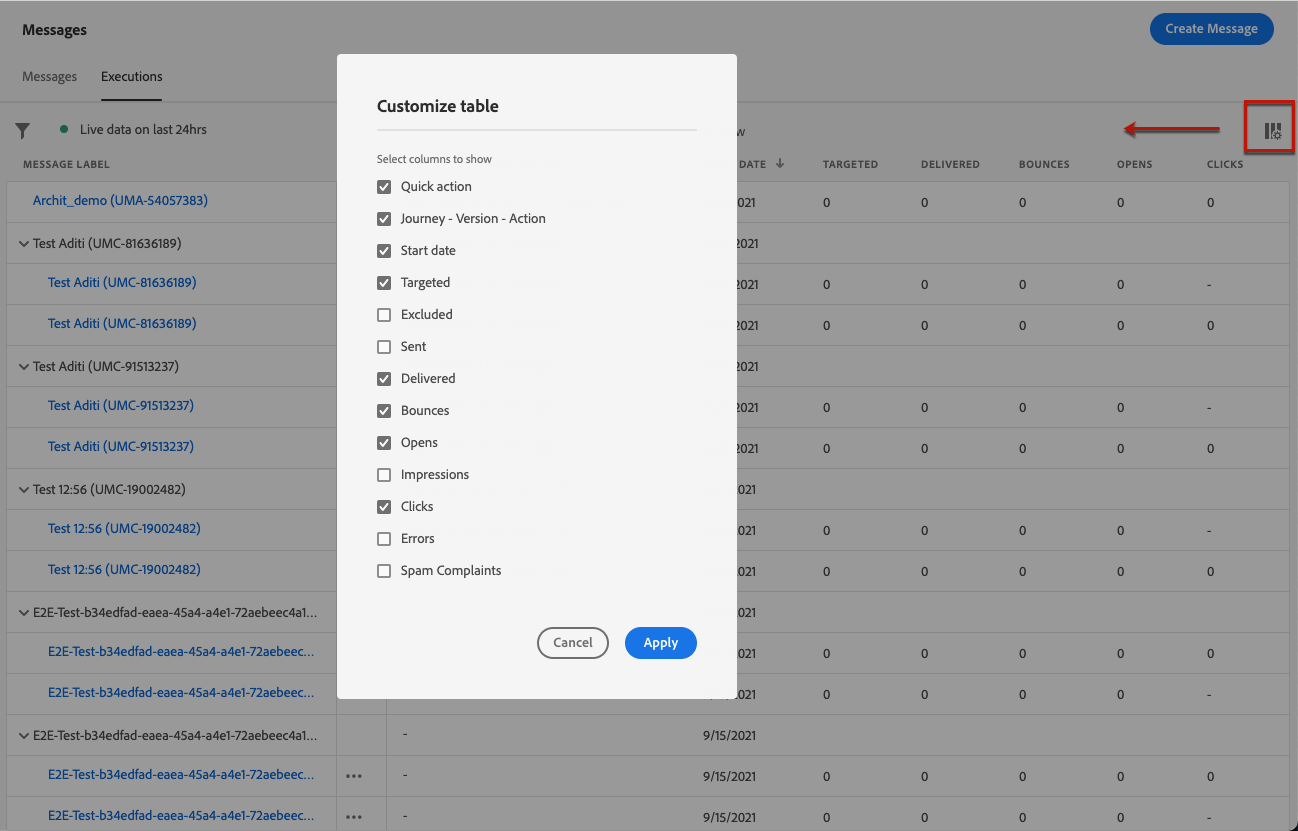 Messages
Create Message
Messages Executions
Live data on last 24hrs
MESSAGE LABEL DATE TARGETED DELIVERED BOUNCES OPENS CLICKS
Archit_demo (UMA-54057383) 021 0 0 0 0 0
Test Aditi (UMC-81636189) 2021
Test Aditi (UMC-81636189) 2021 0 0 0 0 -
Test Aditi (UMC-81636189) 2021 0 0 0 0 0
Test Aditi (UMC-91513237) 2021
Test Aditi (UMC-91513237) 2021 0 0 0 0 -
Test Aditi (UMC-91513237) 2021 0 0 0 0 0
Test 12:56 (UMC-19002482) 021
Test 12:56 (UMC-19002482) 021 0 0 0 0 -
Test 12:56 (UMC-19002482) 021 0 0 0 0 0
E2E-Test-b34edfad-eaea-45a4-a4e1-72aebeec4a1... 021
E2E-Test-b34edfad-eaea-45a4-a4e1-72aebeec... 021 0 0 0 0 0
E2E-Test-b34edfad-eaea-45a4-a4e1-72aebeec... 021 0 0 0 0 -
E2E-Test-b34edfad-eaea-45a4-a4e1-72aebeec4a1... - 9/15/2021
E2E-Test-b34edfad-eaea-45a4-a4e1-72aebeec... - 9/15/2021 0 0 0 0 0
E2E-Test-b34edfad-eaea-45a4-a4e1-72aebeec... - 9/15/2021 0 0 0 0 -
Customize table
Select columns to show
Quick action
Journey - Version - Action
Start date
Targeted
Excluded
Sent
Delivered
Bounces
Opens
Impressions
Clicks
Errors
Spam Complaints
Cancel Apply